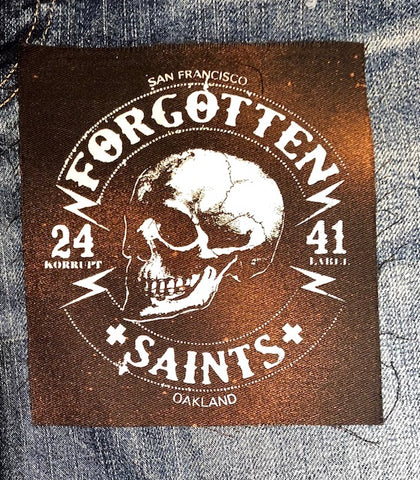 SAN FRANCISCO
FORGOTTEN
24 41
KORRUPT LABEL
SAINTS
OAKLAND